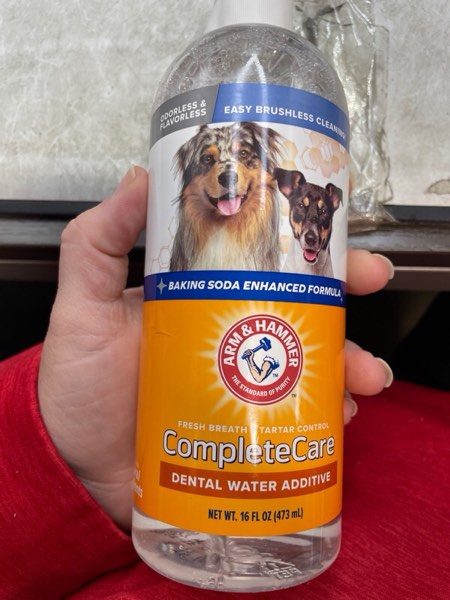 ODORLESS &
FLAVORLESS
EASY BRUSHLESS CLEANING
BAKING SODA ENHANCED FORMULA
ARM & HAMMER
THE STANDARD OF PURITY
TM
FRESH BREATH TARTAR CONTROL
CompleteCare
DENTAL WATER ADDITIVE
NET WT. 16 FL OZ (473 mL)